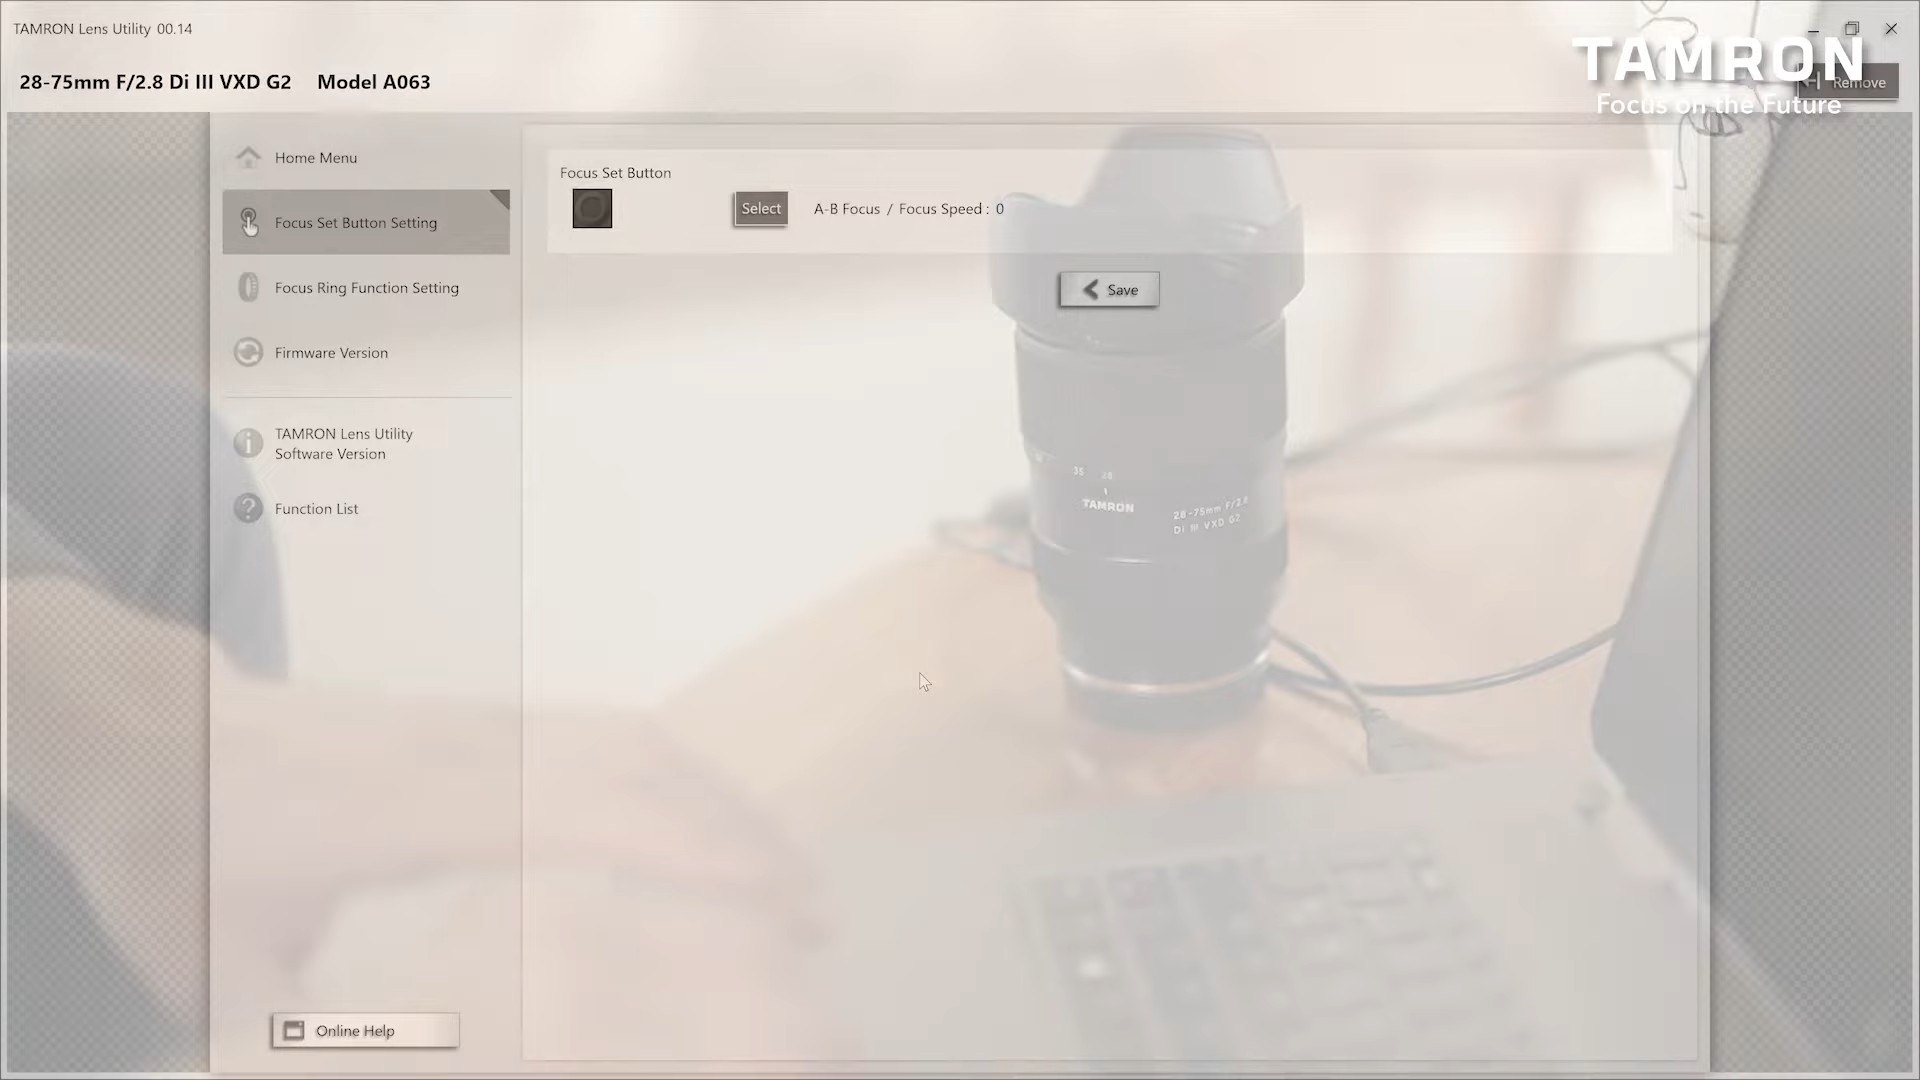 TAMRON Lens Utility 00.14
28-75mm F/2.8 Di III VXD G2 Model A063
TAMRON
Remove
Focus on the Future
Home Menu
Focus Set Button Setting
Focus Ring Function Setting
Firmware Version
TAMRON Lens Utility
Software Version
Function List
Online Help
Focus Set Button
Select
A-B Focus / Focus Speed : 0
Save
35 28
TAMRON
28-75mm F/2.8
Di III VXD G2